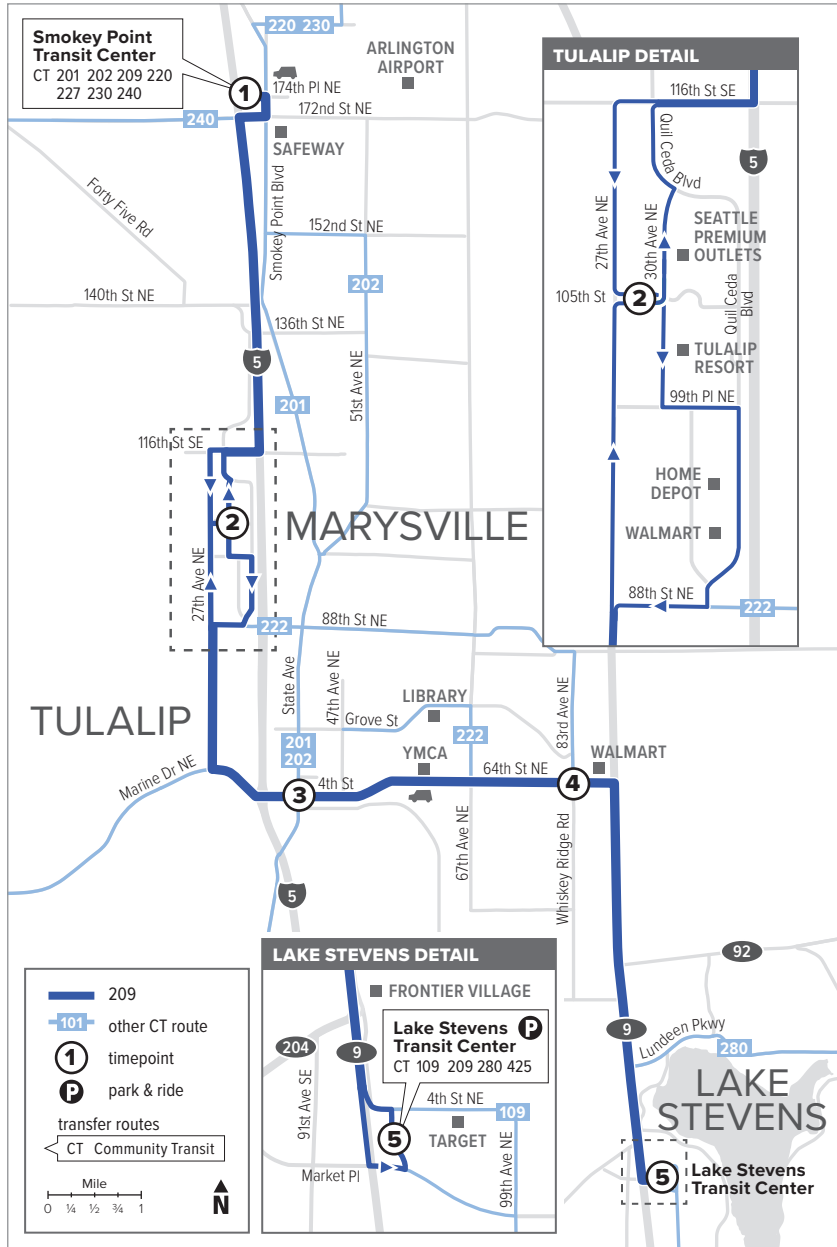 Smokey Point
Transit Center
CT 201 202 209 220
227 230 240
220 230
ARLINGTON
AIRPORT
1
174th Pl NE
172nd St NE
240
SAFEWAY
Forty Five Rd
Smokey Point Blvd
152nd St NE
202
140th St NE
136th St NE
5
201
51st Ave NE
116th St SE
2
MARYSVILLE
27th Ave NE
222
88th St NE
TULALIP
State Ave
47th Ave NE
LIBRARY
Grove St
83rd Ave NE
201
202
YMCA
222
WALMART
Marine Dr NE
3
4th St
64th St NE
4
67th Ave NE
Whiskey Ridge Rd
5
92
9
Lundeen Pkwy
280
LAKE
STEVENS
5
Lake Stevens
Transit Center
TULALIP DETAIL
116th St SE
Quil Ceda
Blvd
5
27th Ave NE
30th Ave NE
SEATTLE
PREMIUM
OUTLETS
105th St
2
Quil Ceda
Blvd
TULALIP
RESORT
99th Pl NE
HOME
DEPOT
WALMART
88th St NE
222
LAKE STEVENS DETAIL
FRONTIER VILLAGE
Lake Stevens
Transit Center
P
CT 109 209 280 425
204
9
91st Ave SE
4th St NE
109
5
TARGET
Market Pl
99th Ave NE
209
101
other CT route
1
timepoint
P
park & ride
transfer routes
CT Community Transit
Mile
0 ¼ ½ ¾ 1
N